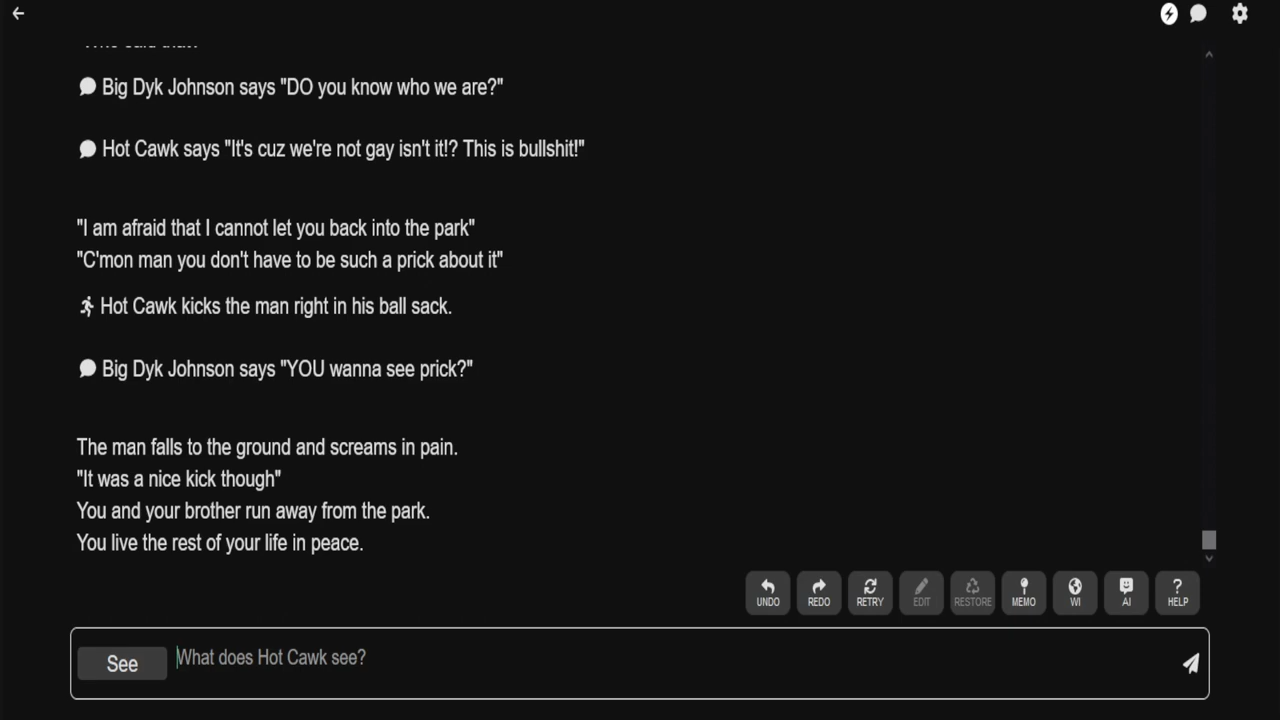 Big Dyk Johnson says "DO you know who we are?"
Hot Cawk says "It's cuz we're not gay isn't it!? This is bullshit!"
"I am afraid that I cannot let you back into the park"
"C'mon man you don't have to be such a prick about it"
Hot Cawk kicks the man right in his ball sack.
Big Dyk Johnson says "YOU wanna see prick?"
The man falls to the ground and screams in pain.
"It was a nice kick though"
You and your brother run away from the park.
You live the rest of your life in peace.
UNDO REDO RETRY EDIT RESTORE MEMO WI AI HELP
See What does Hot Cawk see?